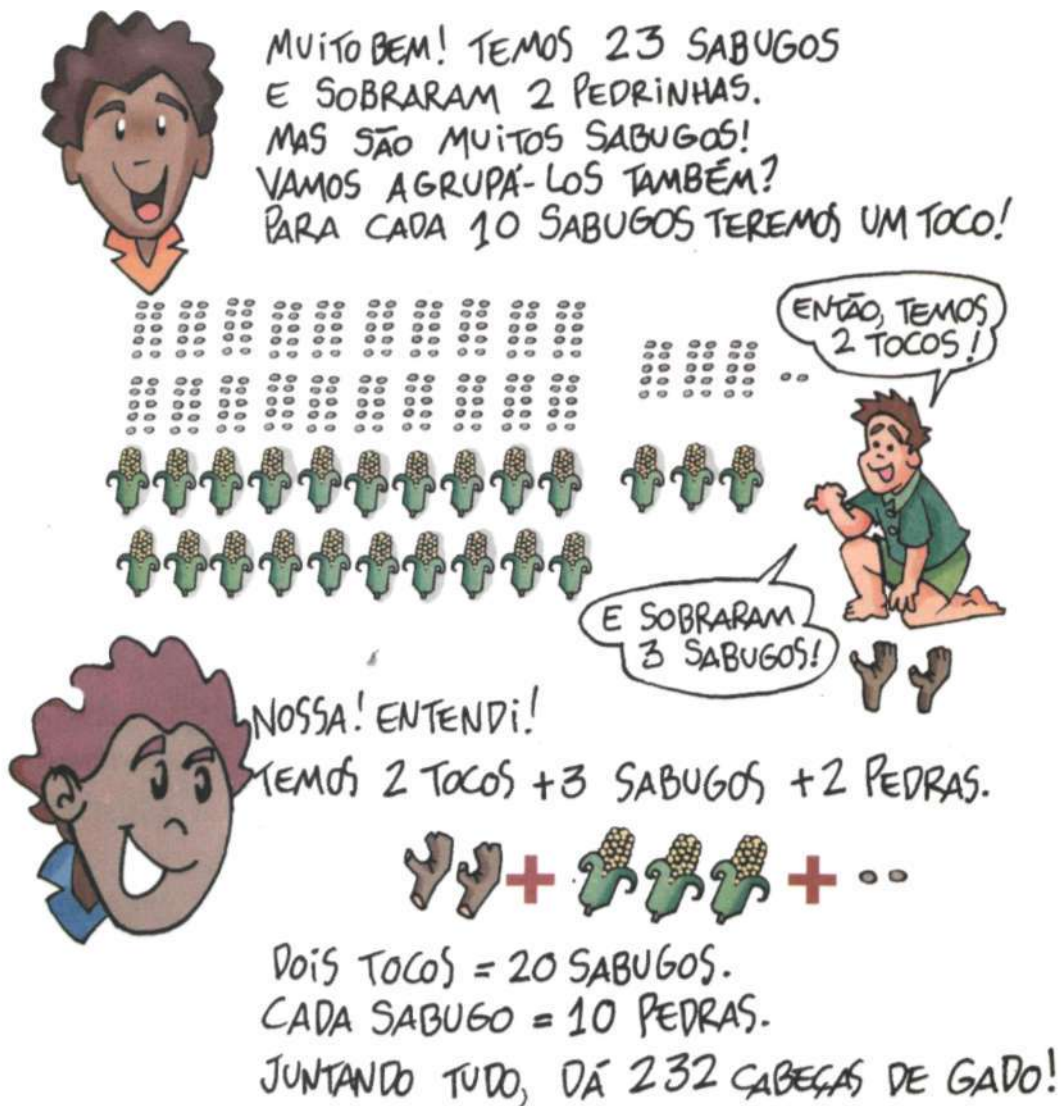 MUITO BEM! TEMOS 23 SABUGOS
E SOBRARAM 2 PEDRINHAS.
MAS SÃO MUITOS SABUGOS!
VAMOS AGRUPÁ-LOS TAMBÉM?
PARA CADA 10 SABUGOS TEREMOS UM TOCO!
ENTÃO, TEMOS
2 TOCOS!
E SOBRARAM
3 SABUGOS!
NOSSA! ENTENDI!
TEMOS 2 TOCOS + 3 SABUGOS + 2 PEDRAS.
+ +
DOIS TOCOS = 20 SABUGOS.
CADA SABUGO = 10 PEDRAS.
JUNTANDO TUDO, DÁ 232 CABEÇAS DE GADO!